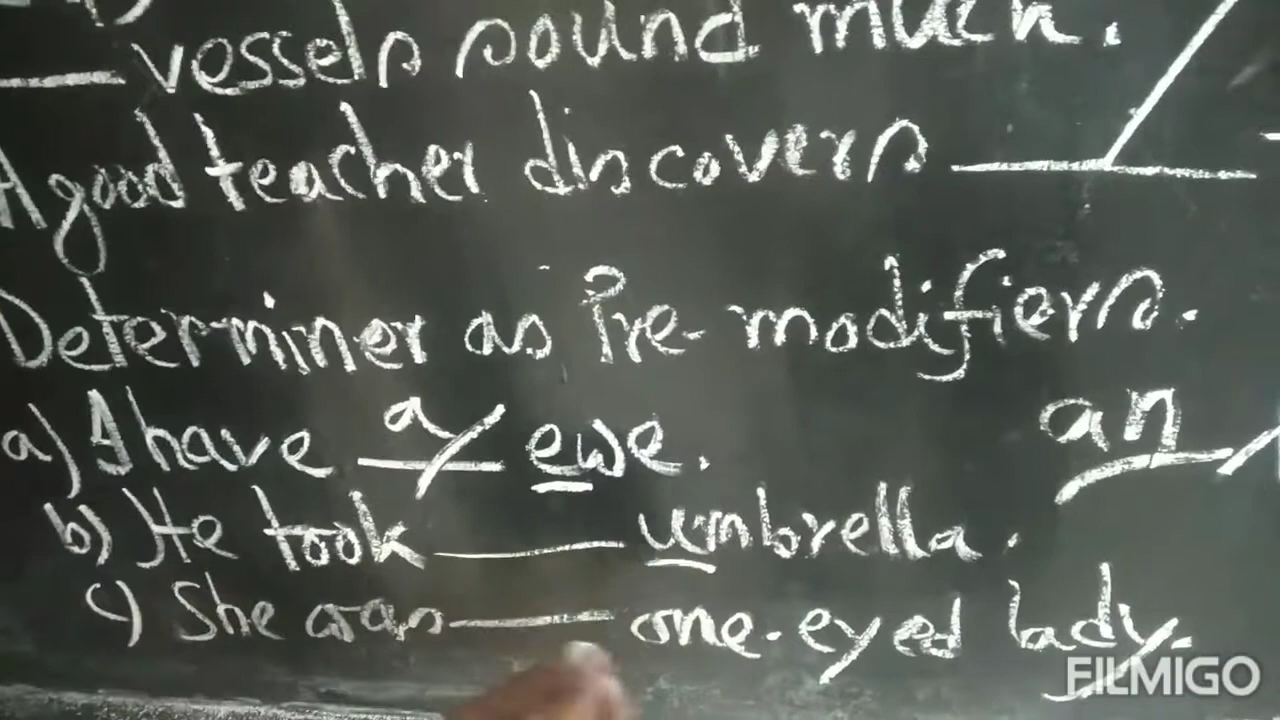 vessels sound much.
A good teacher discovers
Determiner as Pre-modifiers.
a) I have a ewe.
an
b) He took umbrella.
c) She was one-eyed lady.
FILMIGO